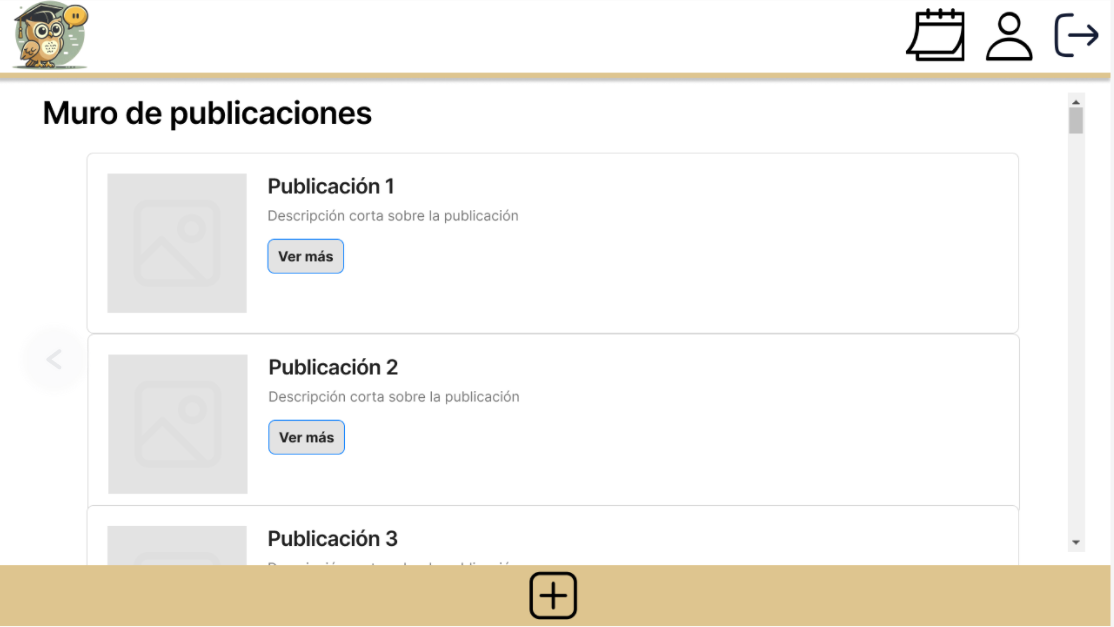 Muro de publicaciones
Publicación 1
Descripción corta sobre la publicación
Ver más
Publicación 2
Descripción corta sobre la publicación
Ver más
Publicación 3